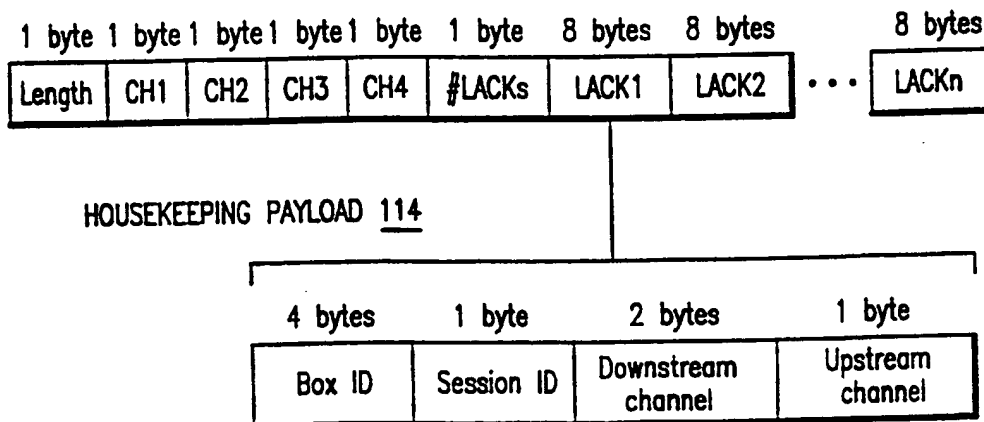 1 byte 1 byte 1 byte 1 byte 1 byte 1 byte 8 bytes 8 bytes 8 bytes
Length CH1 CH2 CH3 CH4 #LACKs LACK1 LACK2 ••• LACKn
HOUSEKEEPING PAYLOAD 114
4 bytes 1 byte 2 bytes 1 byte
Box ID Session ID Downstream channel Upstream channel